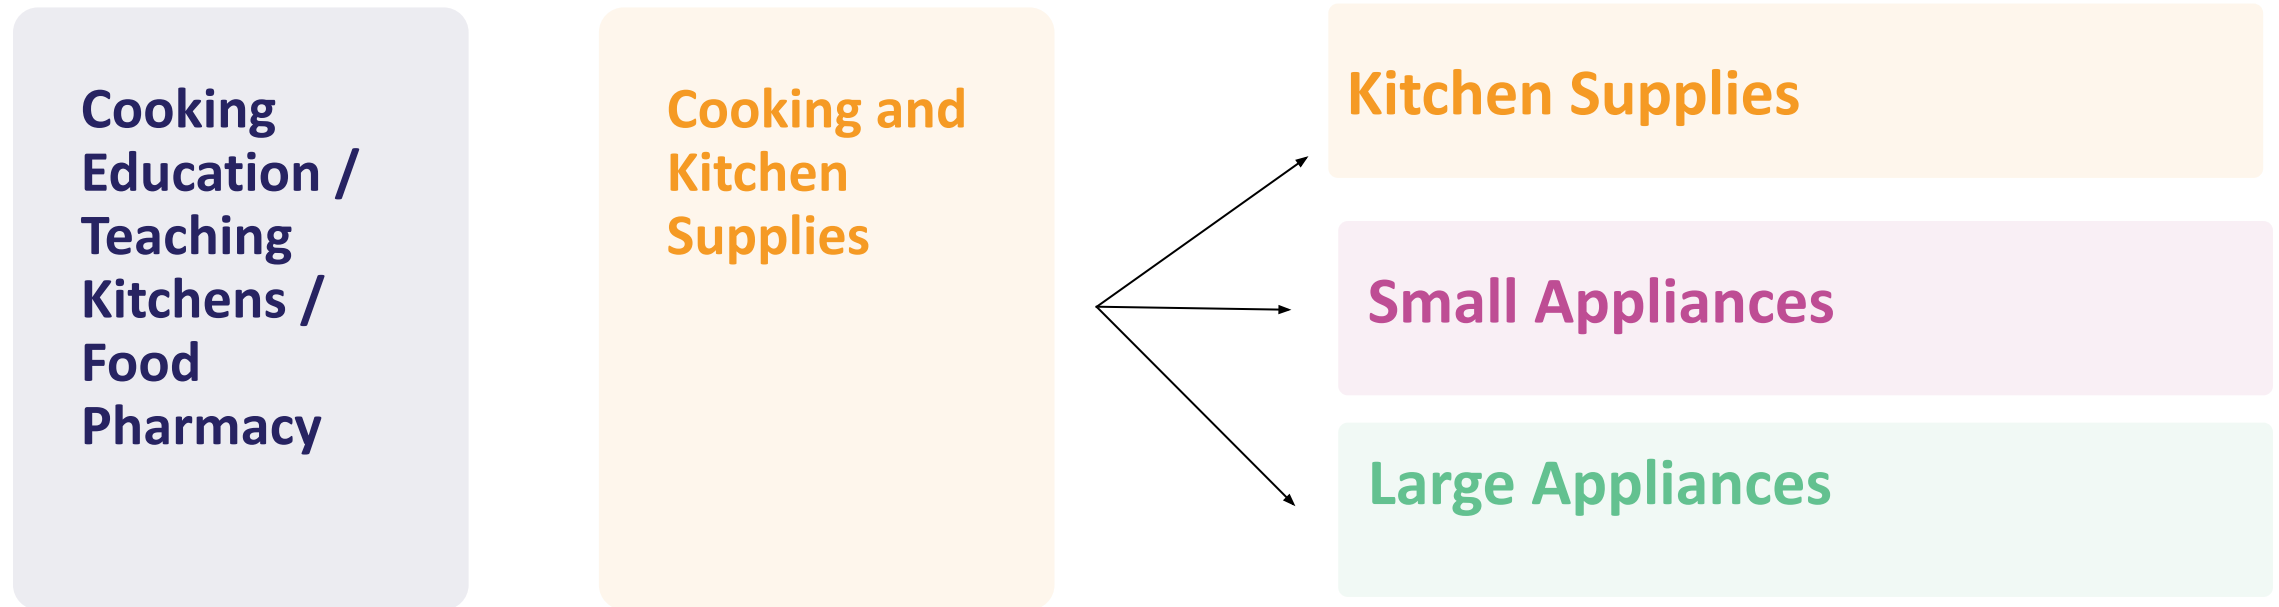 Cooking
Education /
Teaching
Kitchens /
Food
Pharmacy
Cooking and
Kitchen
Supplies
Kitchen Supplies
Small Appliances
Large Appliances